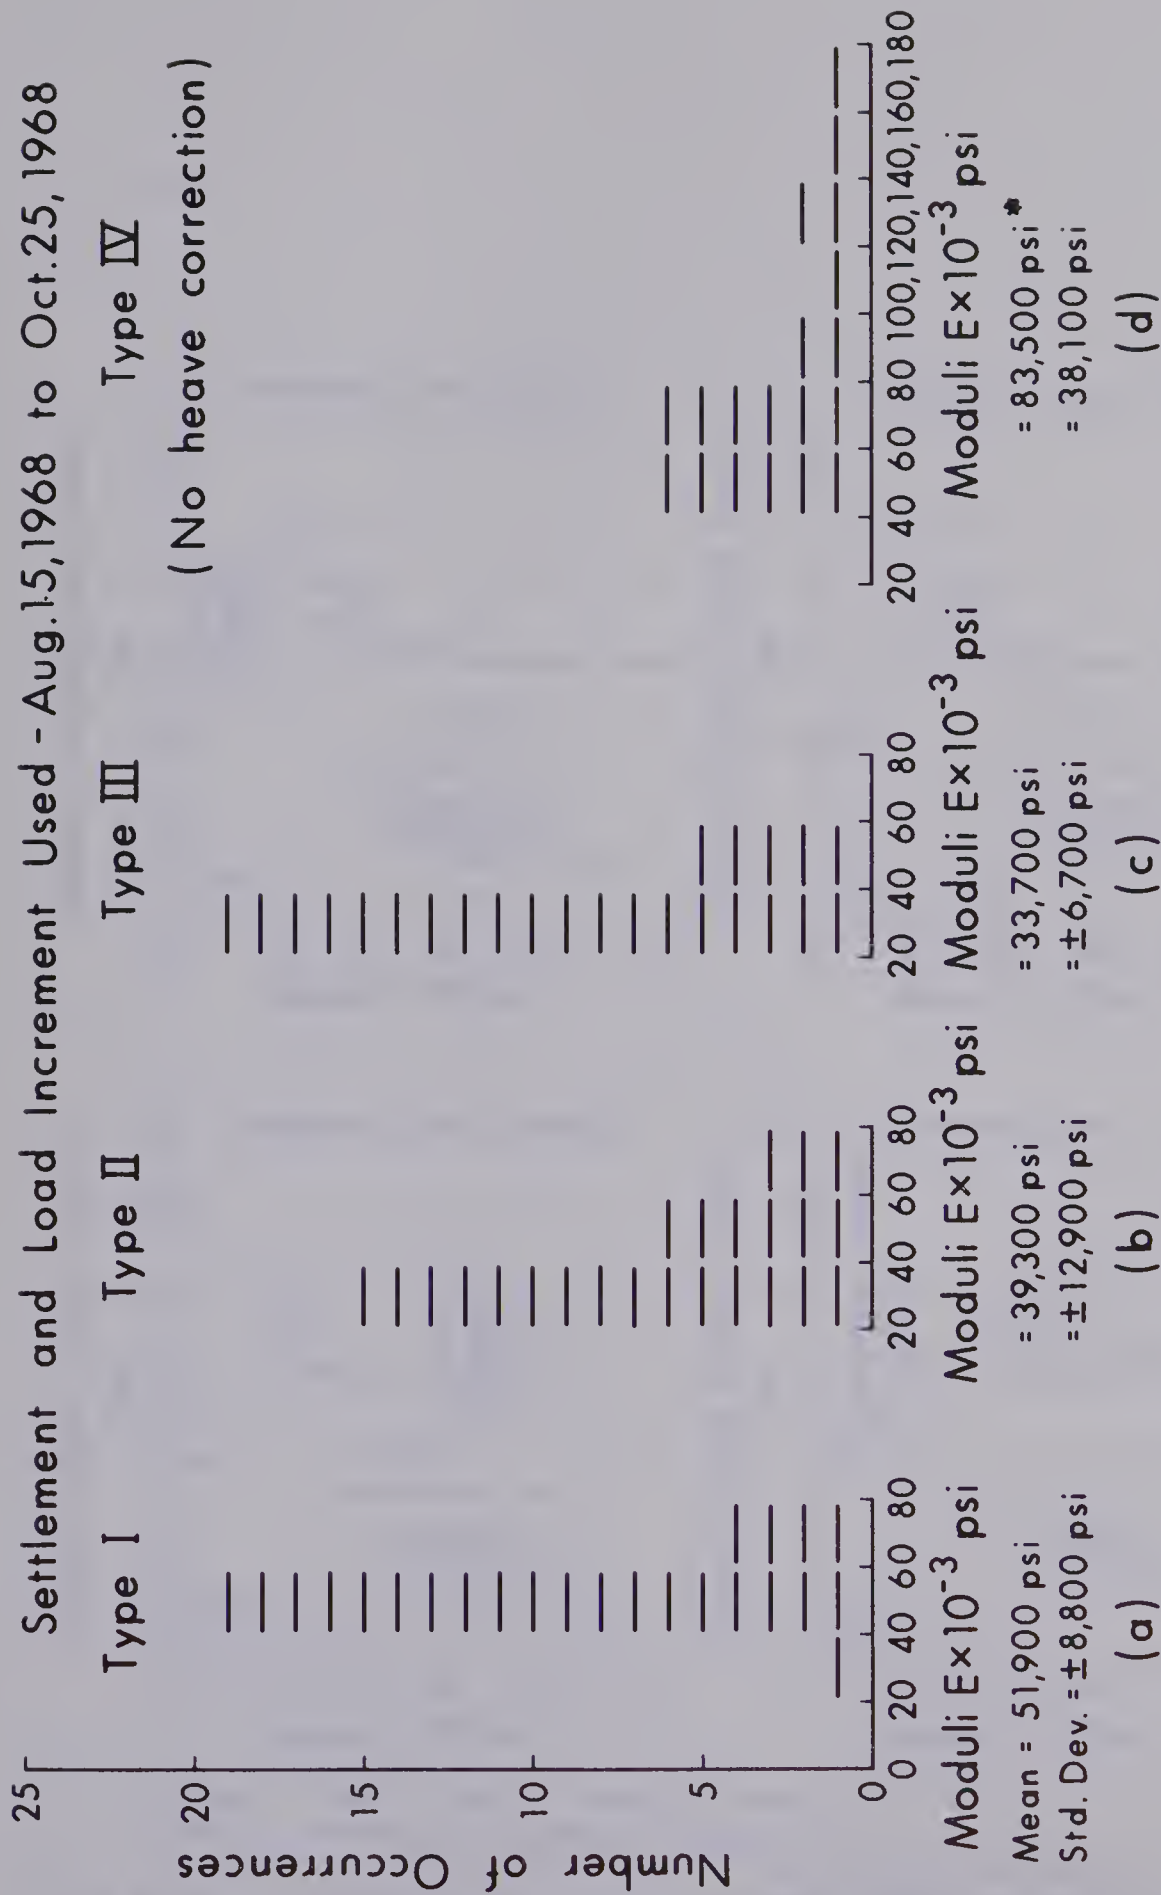 Settlement and Load Increment Used - Aug.15,1968 to Oct.25,1968
Type I
Type II
Type III
Type IV
(No heave correction)
Number of Occurrences
25
20
15
10
5
0
0 20 40 60 80
20 40 60 80
20 40 60 80
20 40 60 80 100,120,120,140,160,180
Moduli E×10⁻³ psi
Moduli E×10⁻³ psi
Moduli E×10⁻³ psi
Moduli E×10⁻³ psi
Mean = 51,900 psi
= 39,300 psi
= 33,700 psi
= 83,500 psi*
Std. Dev. = ±8,800 psi
= ±12,900 psi
= ±6,700 psi
= 38,100 psi
(a)
(b)
(c)
(d)